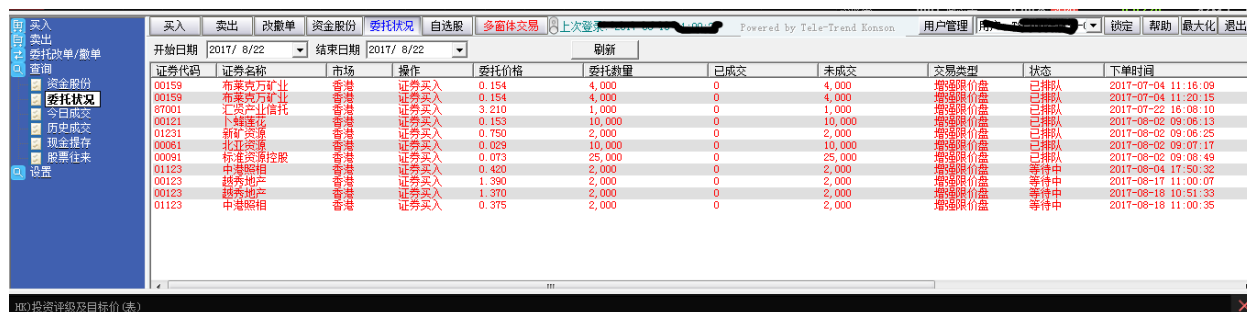 买入
卖出
委托改单/撤单
查询
资金股份
委托状况
今日成交
历史成交
现金提存
股票往来
设置
买入 卖出 改撤单 资金股份 委托状况 自选股 多窗体交易 上次登录: Powered by Tele-Trend Konson 用户管理 锁定 帮助 最大化 退出
开始日期 2017/ 8/22 结束日期 2017/ 8/22 刷新
证券代码 证券名称 市场 操作 委托价格 委托数量 已成交 未成交 交易类型 状态 下单时间
00159 布莱克万矿业 香港 证券买入 0.154 4,000 0 4,000 增强限价盘 已排队 2017-07-04 11:16:09
00159 布莱克万矿业 香港 证券买入 0.154 4,000 0 4,000 增强限价盘 已排队 2017-07-04 11:20:15
87001 汇贤产业信托 香港 证券买入 3.210 1,000 0 1,000 增强限价盘 已排队 2017-07-22 16:08:10
00121 卜蜂莲花 香港 证券买入 0.153 10,000 0 10,000 增强限价盘 已排队 2017-08-02 09:06:13
01231 新矿资源 香港 证券买入 0.750 2,000 0 2,000 增强限价盘 已排队 2017-08-02 09:06:25
00061 北亚资源 香港 证券买入 0.029 10,000 0 10,000 增强限价盘 已排队 2017-08-02 09:07:17
00091 标准资源控股 香港 证券买入 0.073 25,000 0 25,000 增强限价盘 已排队 2017-08-02 09:08:49
01123 中港照相 香港 证券买入 0.420 2,000 0 2,000 增强限价盘 等待中 2017-08-04 17:50:32
00123 越秀地产 香港 证券买入 1.390 2,000 0 2,000 增强限价盘 等待中 2017-08-17 11:00:07
00123 越秀地产 香港 证券买入 1.370 2,000 0 2,000 增强限价盘 等待中 2017-08-18 10:51:33
01123 中港照相 香港 证券买入 0.375 2,000 0 2,000 增强限价盘 等待中 2017-08-18 11:00:35
HK)投资评级及目标价(表)